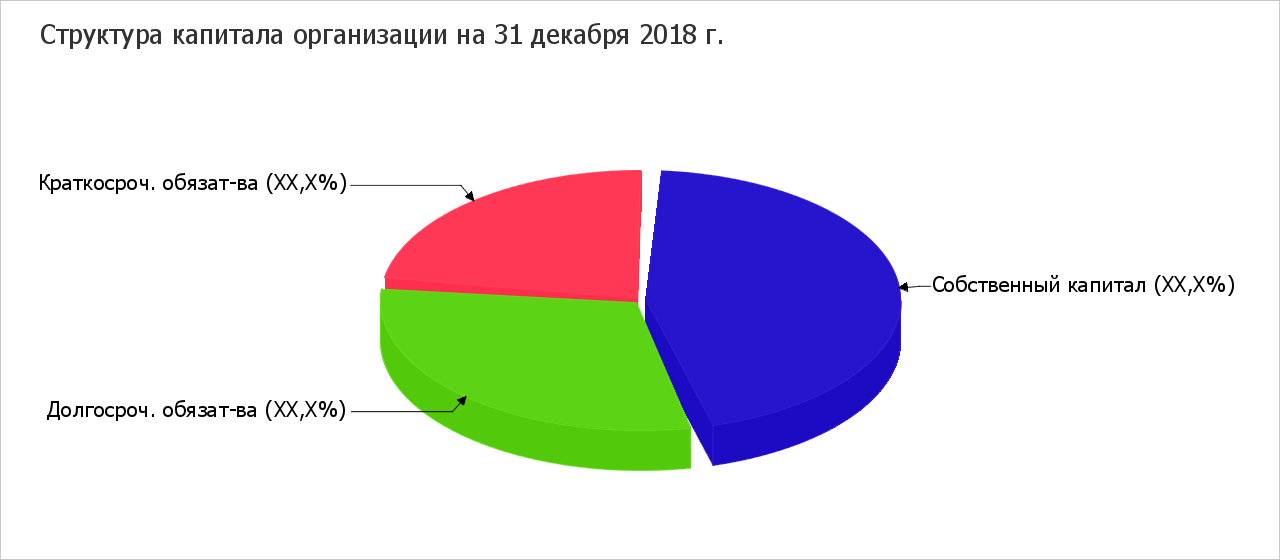 Структура капитала организации на 31 декабря 2018 г.
Краткосроч. обязат-ва (XX,X%)
Собственный капитал (XX,X%)
Долгосроч. обязат-ва (XX,X%)